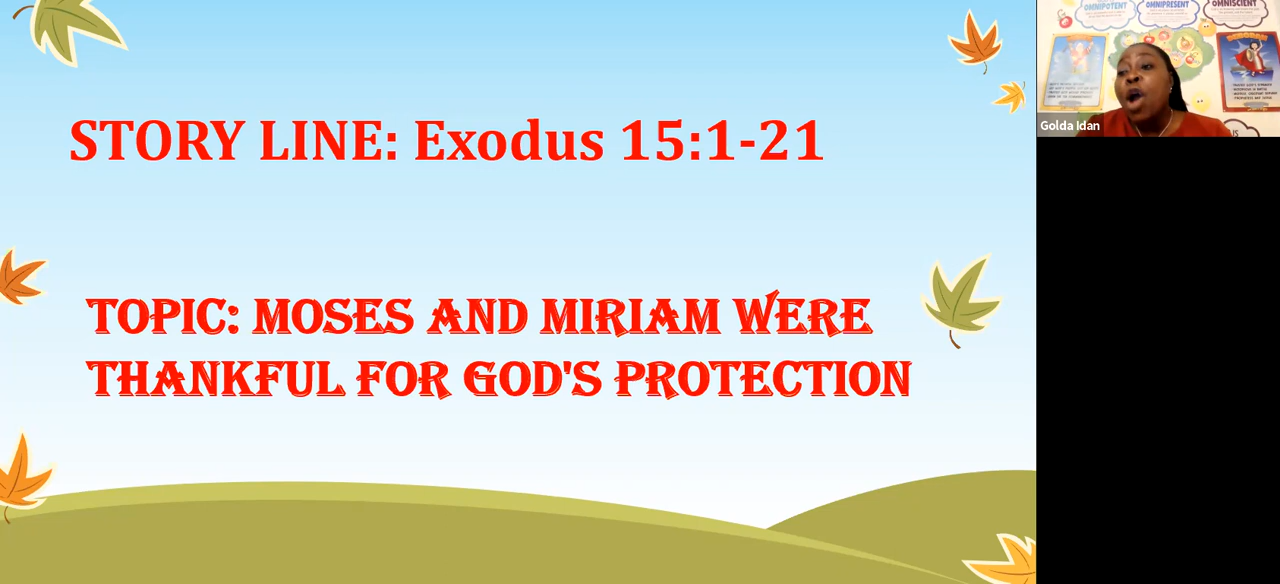 STORY LINE: Exodus 15:1-21
TOPIC: MOSES AND MIRIAM WERE
THANKFUL FOR GOD'S PROTECTION
OMNIPOTENT
OMNIPRESENT
OMNISCIENT
DEBORAH
Golda Idan